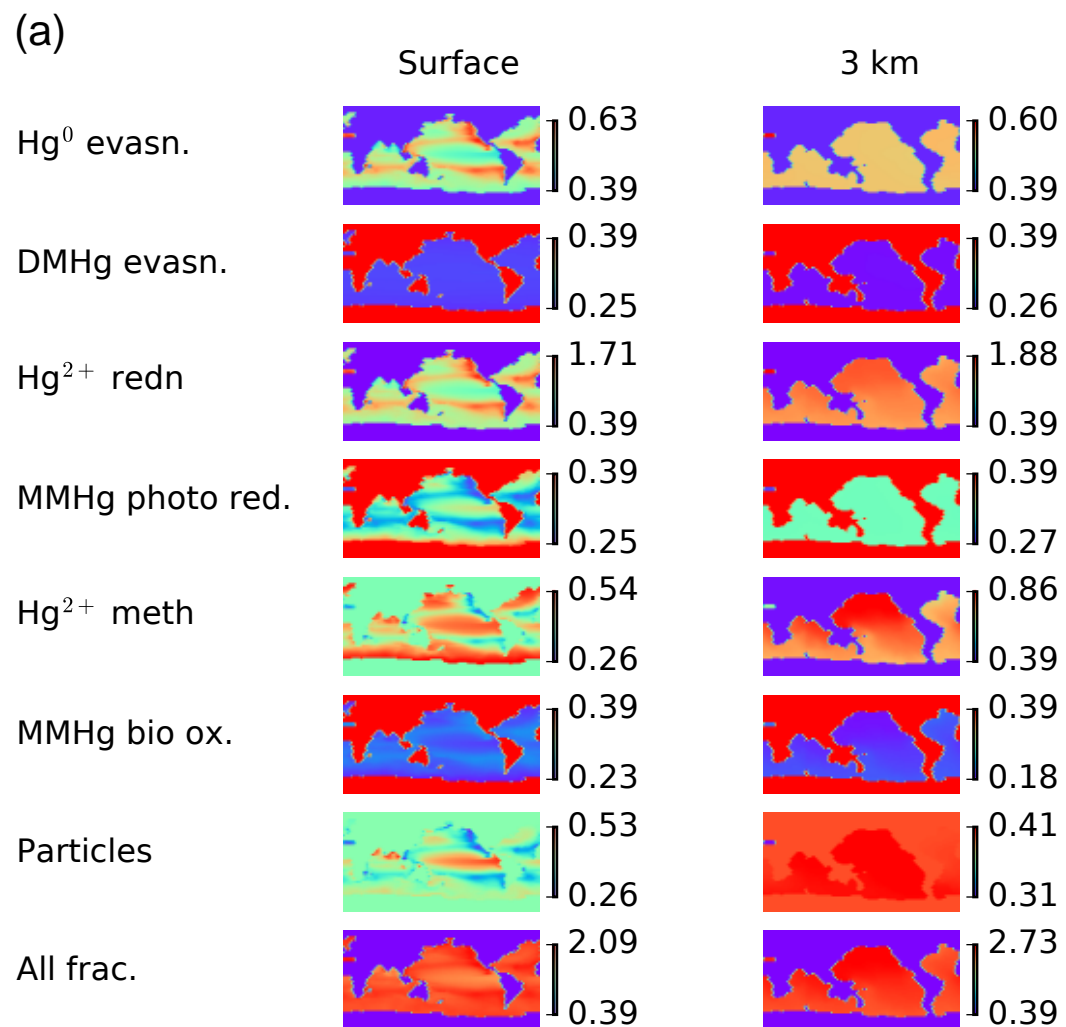 (a)
Surface 3 km
Hg⁰ evasn. 0.63 0.39 0.60 0.39
DMHg evasn. 0.39 0.25 0.39 0.26
Hg²⁺ redn 1.71 0.39 1.88 0.39
MMHg photo red. 0.39 0.25 0.39 0.27
Hg²⁺ meth 0.54 0.26 0.86 0.39
MMHg bio ox. 0.39 0.23 0.39 0.18
Particles 0.53 0.26 0.41 0.31
All frac. 2.09 0.39 2.73 0.39